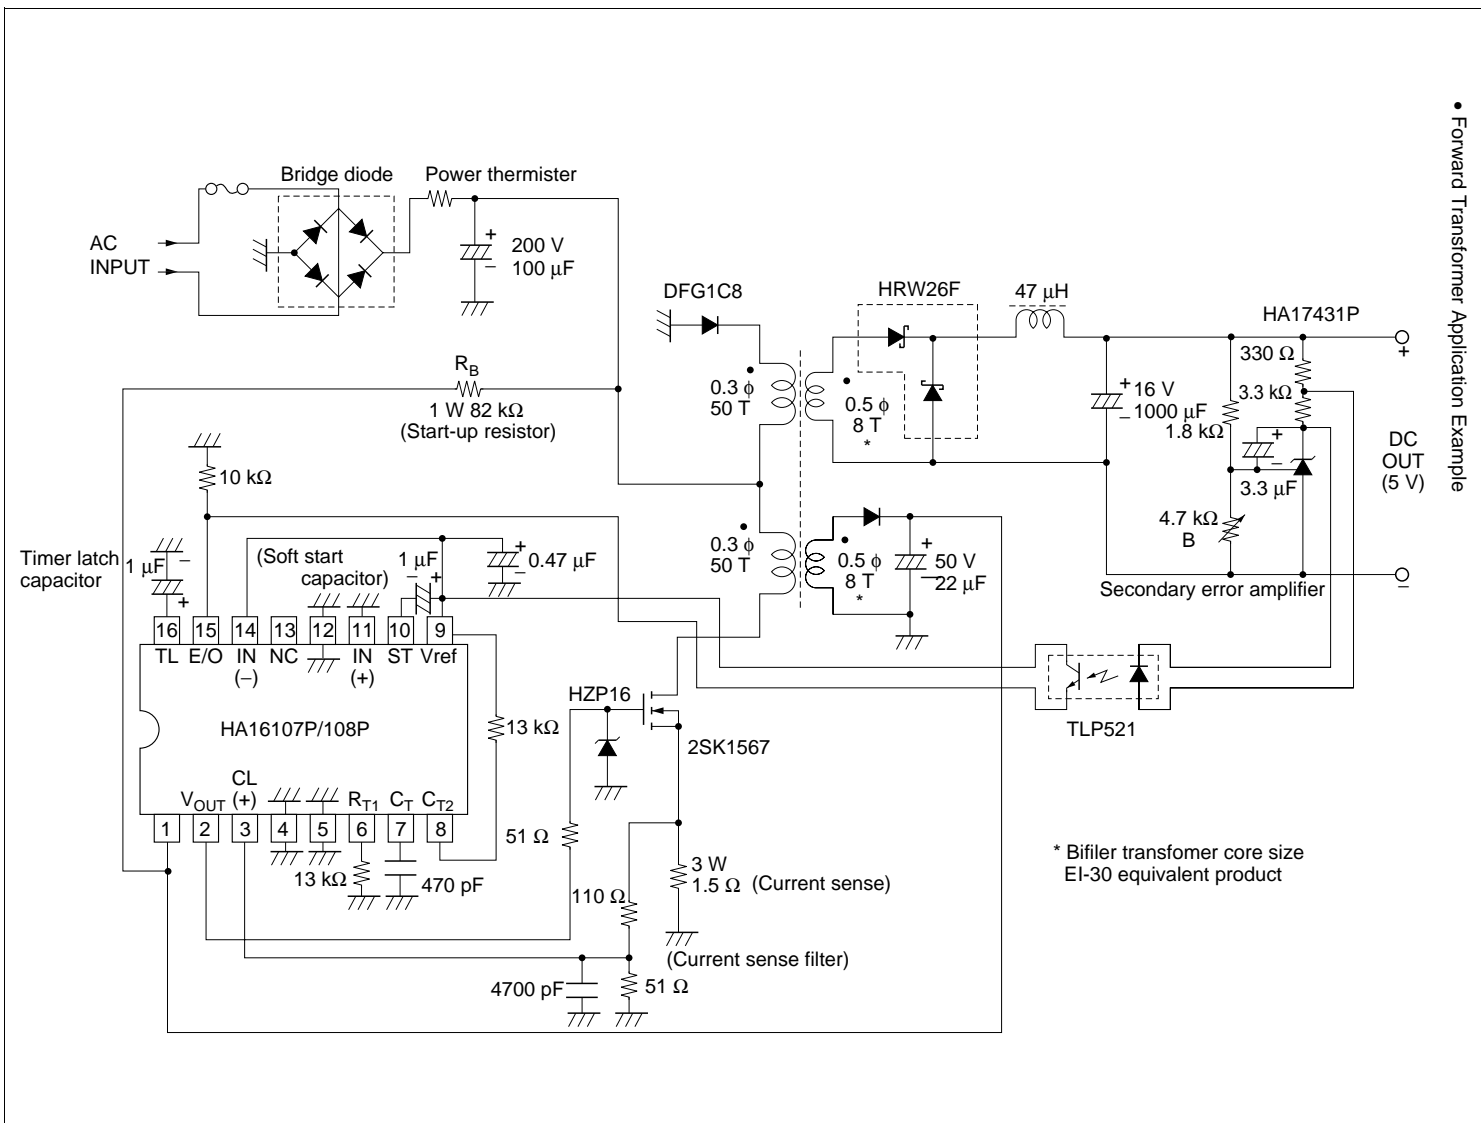 • Forward Transformer Application Example
Bridge diode
Power thermister
AC
INPUT
200 V
100 μF
+
−
DFG1C8
HRW26F
47 μH
HA17431P
+
R_B
1 W 82 kΩ
(Start-up resistor)
0.3 ϕ
50 T
0.5 ϕ
8 T
*
+
−
16 V
1000 μF
330 Ω
3.3 kΩ
1.8 kΩ
+
−
3.3 μF
DC
OUT
(5 V)
10 kΩ
4.7 kΩ
B
Timer latch
capacitor
1 μF
−
+
(Soft start
capacitor)
1 μF
−
+
+
−
0.47 μF
0.3 ϕ
50 T
0.5 ϕ
8 T
*
+
−
50 V
22 μF
Secondary error amplifier
−
16 15 14 13 12 11 10 9
TL E/O IN NC IN ST Vref
(−) (+)
HA16107P/108P
13 kΩ
HZP16
2SK1567
TLP521
CL
V_OUT (+) R_T1 C_T C_T2
1 2 3 4 5 6 7 8
13 kΩ
470 pF
51 Ω
110 Ω
3 W
1.5 Ω (Current sense)
(Current sense filter)
4700 pF
51 Ω
* Bifiler transfomer core size
EI-30 equivalent product